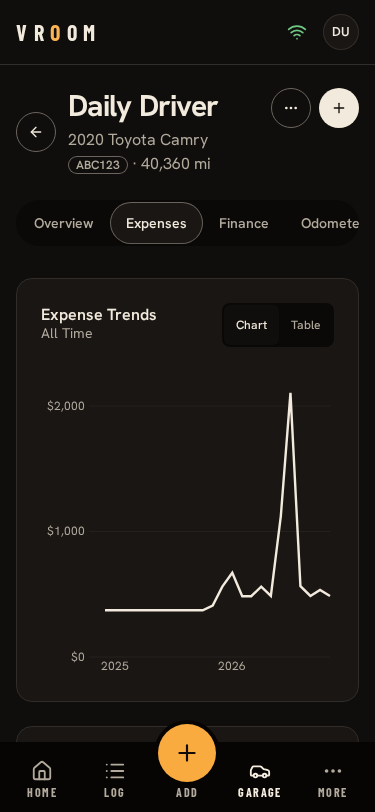 VROOM
DU
Daily Driver
2020 Toyota Camry
ABC123 · 40,360 mi
Overview Expenses Finance Odomete
Expense Trends
All Time
Chart Table
$2,000
$1,000
$0
2025 2026
HOME LOG ADD GARAGE MORE